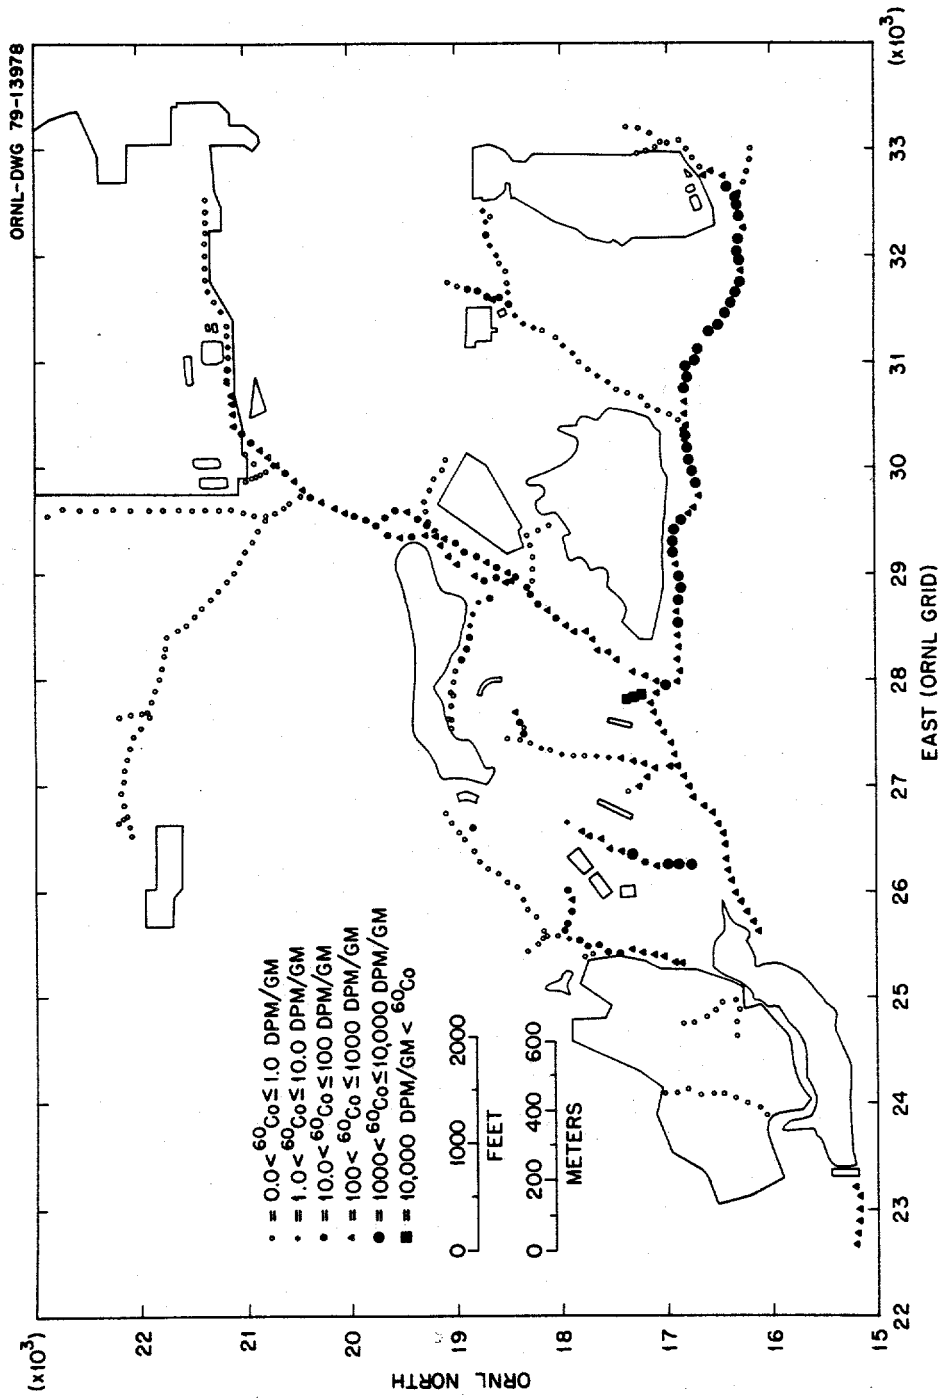 ORNL-DWG 79-13978
(x10³)
22
21
20
19
18
17
16
15
ORNL NORTH
◦ = 0.0 < ⁶⁰Co ≤ 1.0 DPM/GM
• = 1.0 < ⁶⁰Co ≤ 10.0 DPM/GM
• = 10.0 < ⁶⁰Co ≤ 100 DPM/GM
▲ = 100 < ⁶⁰Co ≤ 1000 DPM/GM
● = 1000 < ⁶⁰Co ≤ 10,000 DPM/GM
■ = 10,000 DPM/GM < ⁶⁰Co
0 1000 2000
FEET
0 200 400 600
METERS
22 23 24 25 26 27 28 29 30 31 32 33 (x10³)
EAST (ORNL GRID)